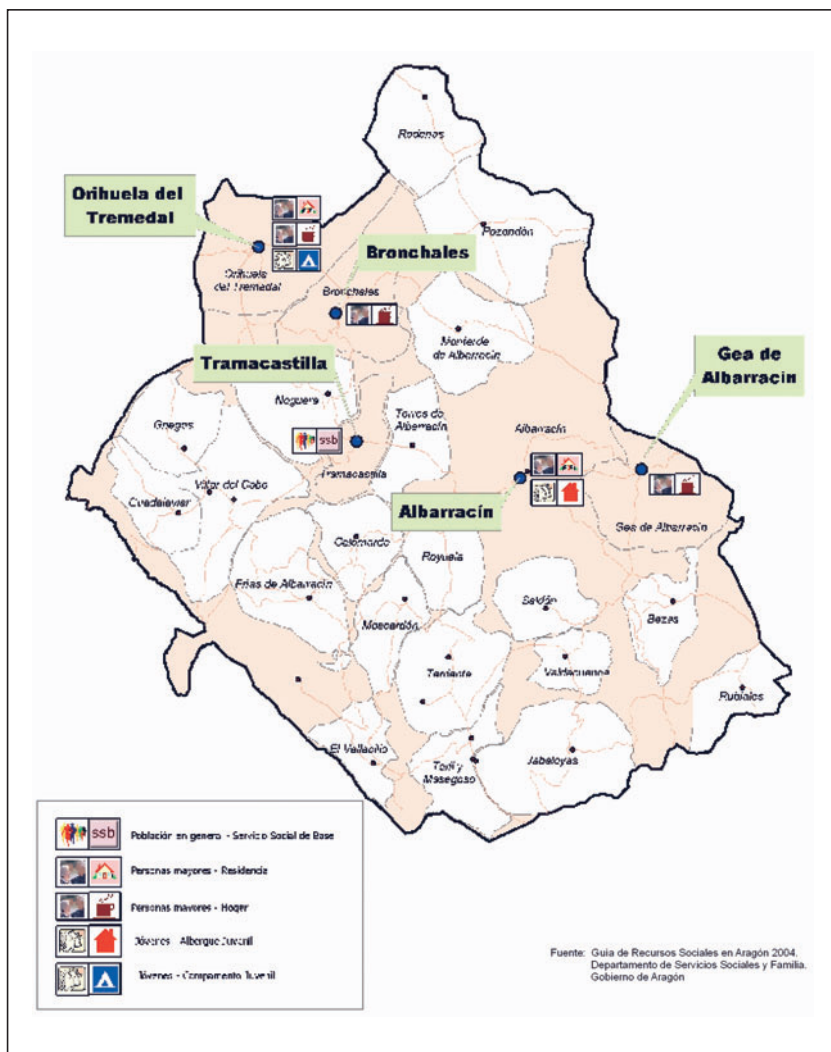 Rodenas
Orihuela del
Tremedal
Pozondón
Bronchales
Orihuela
del Tremedal
Bronchales
Monterde
de Albarracín
Tramacastilla
Gea de
Albarracin
Noguera
Torres de
Albarracín
Griegos
Albarracín
ssb
Tramacastilla
Villar del Cobo
Guadalaviar
Albarracín
Gea de Albarracín
Calomarde
Royuela
Frías de Albarracín
Saldón
Bezas
Moscardón
Terriente
Valdecuenca
Rubiales
El Vallecillo
Toril y
Masegoso
Jabaloyas
ssb
Población en genera - Servicio Social de Base
Personas mayores - Residencia
Personas mayores - Hogar
Jóvenes - Albergue Juvenil
Jóvenes - Campamento Juvenil
Fuente: Guia de Recursos Sociales en Aragón 2004.
Departamento de Servicios Sociales y Familia.
Gobierno de Aragón